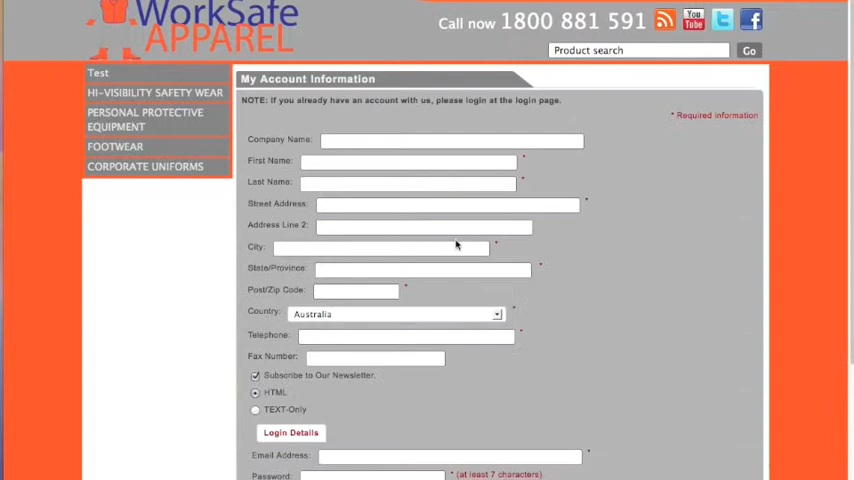 WorkSafe
APPAREL
Call now 1800 881 591
You
Tube
Product search Go
Test
HI-VISIBILITY SAFETY WEAR
PERSONAL PROTECTIVE
EQUIPMENT
FOOTWEAR
CORPORATE UNIFORMS
My Account Information
NOTE: If you already have an account with us, please login at the login page.
* Required information
Company Name:
First Name: *
Last Name: *
Street Address: *
Address Line 2:
City: *
State/Province: *
Post/Zip Code: *
Country: Australia *
Telephone: *
Fax Number:
Subscribe to Our Newsletter.
HTML
TEXT-Only
Login Details
Email Address: *
Password: * (at least 7 characters)